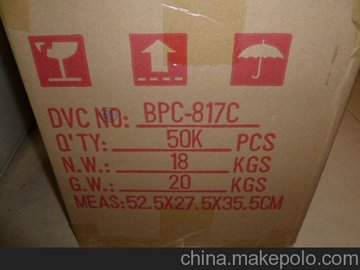 DVC NO: BPC-817C
Q'TY: 50K PCS
N.W.: 18 KGS
G.W.: 20 KGS
MEAS:52.5X27.5X35.5CM
china.makepolo.com